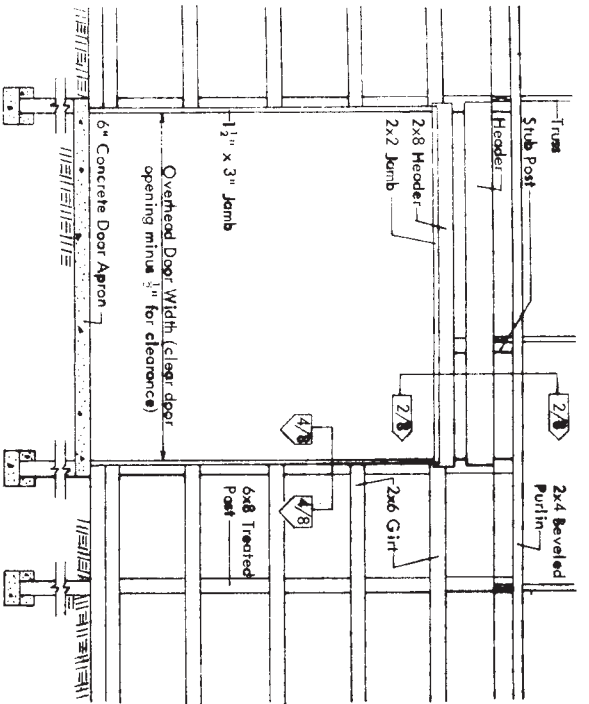 Truss
Stub Post
Header
2x8 Header
2x2 Jamb
1½" x 3" Jamb
Overhead Door Width (clear door
opening minus ½" for clearance)
6" Concrete Door Apron
2/8
2/8
2x4 Beveled
Purlin
2x6 Girt
4/8
4/8
6x8 Treated
Post